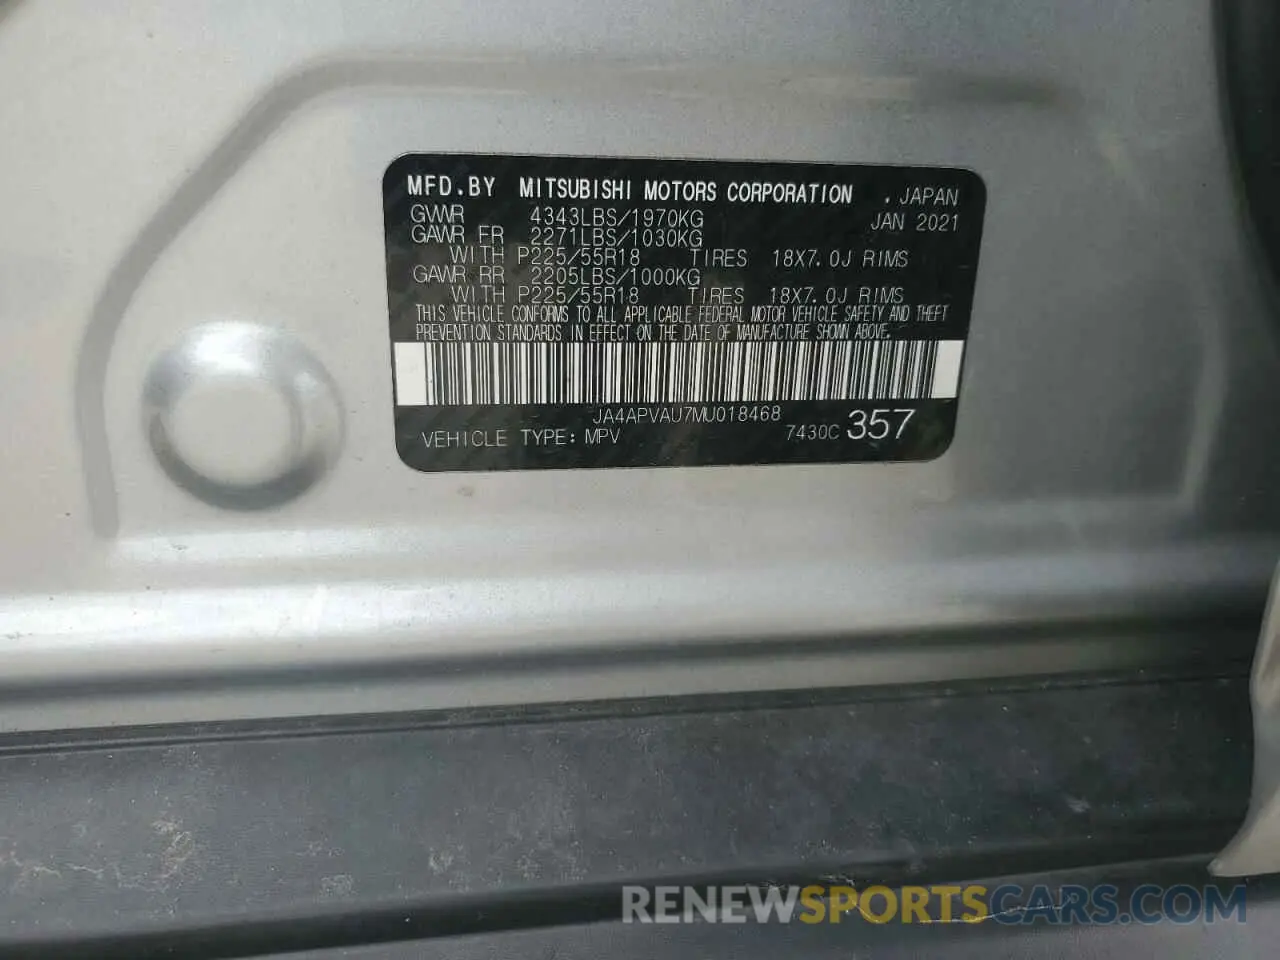 MFD.BY MITSUBISHI MOTORS CORPORATION . JAPAN
GVWR 4343LBS/1970KG JAN 2021
GAWR FR 2271LBS/1030KG
WITH P225/55R18 TIRES 18X7.0J RIMS
GAWR RR 2205LBS/1000KG
WITH P225/55R18 TIRES 18X7.0J RIMS
THIS VEHICLE CONFORMS TO ALL APPLICABLE FEDERAL MOTOR VEHICLE SAFETY AND THEFT
PREVENTION STANDARDS IN EFFECT ON THE DATE OF MANUFACTURE SHOWN ABOVE.
JA4APVAU7MU018468
VEHICLE TYPE: MPV 7430C 357
RENEWSPORTSCARS.COM